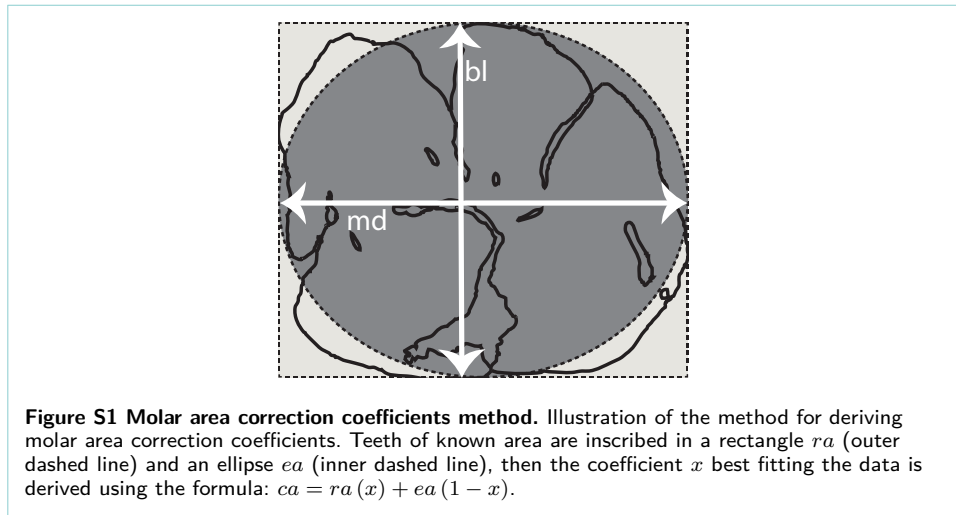 bl
md
Figure S1 Molar area correction coefficients method. Illustration of the method for deriving
molar area correction coefficients. Teeth of known area are inscribed in a rectangle ra (outer
dashed line) and an ellipse ea (inner dashed line), then the coefficient x best fitting the data is
derived using the formula: ca = ra (x) + ea (1 − x).